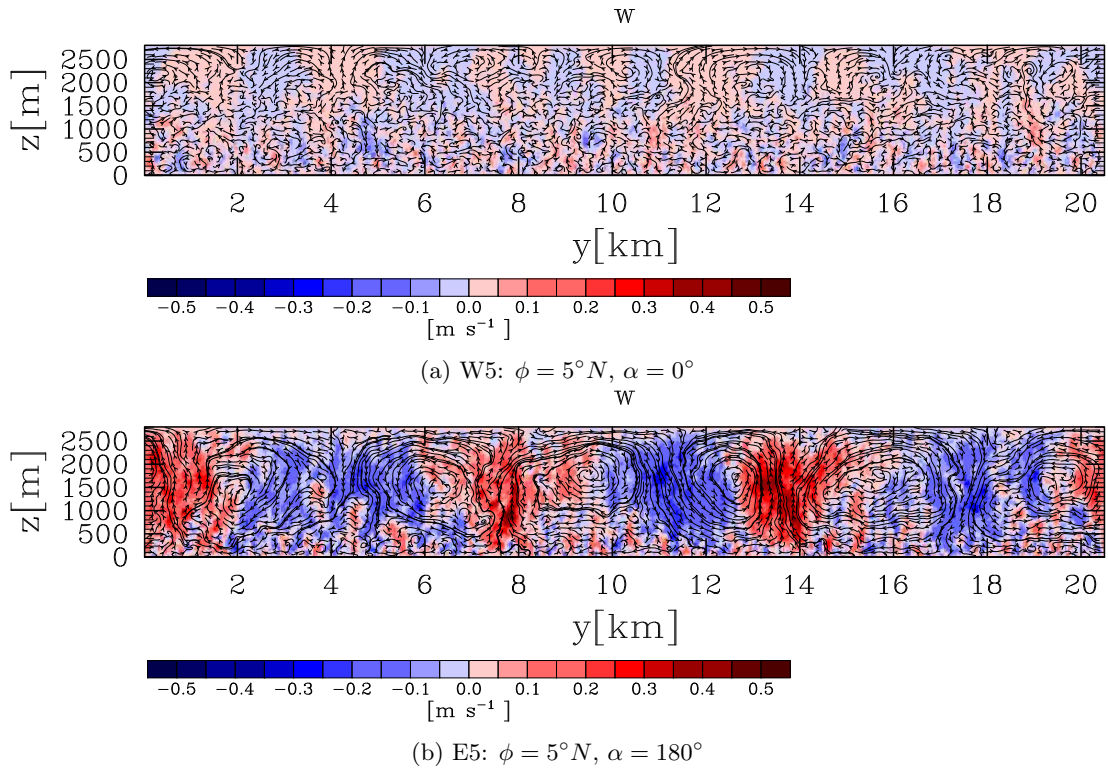 w
2500
2000
1500
1000
500
0
z[m]
2 4 6 8 10 12 14 16 18 20
y[km]
−0.5 −0.4 −0.3 −0.2 −0.1 0.0 0.1 0.2 0.3 0.4 0.5
[m s⁻¹ ]
(a) W5: ϕ = 5°N, α = 0°
w
2500
2000
1500
1000
500
0
z[m]
2 4 6 8 10 12 14 16 18 20
y[km]
−0.5 −0.4 −0.3 −0.2 −0.1 0.0 0.1 0.2 0.3 0.4 0.5
[m s⁻¹ ]
(b) E5: ϕ = 5°N, α = 180°